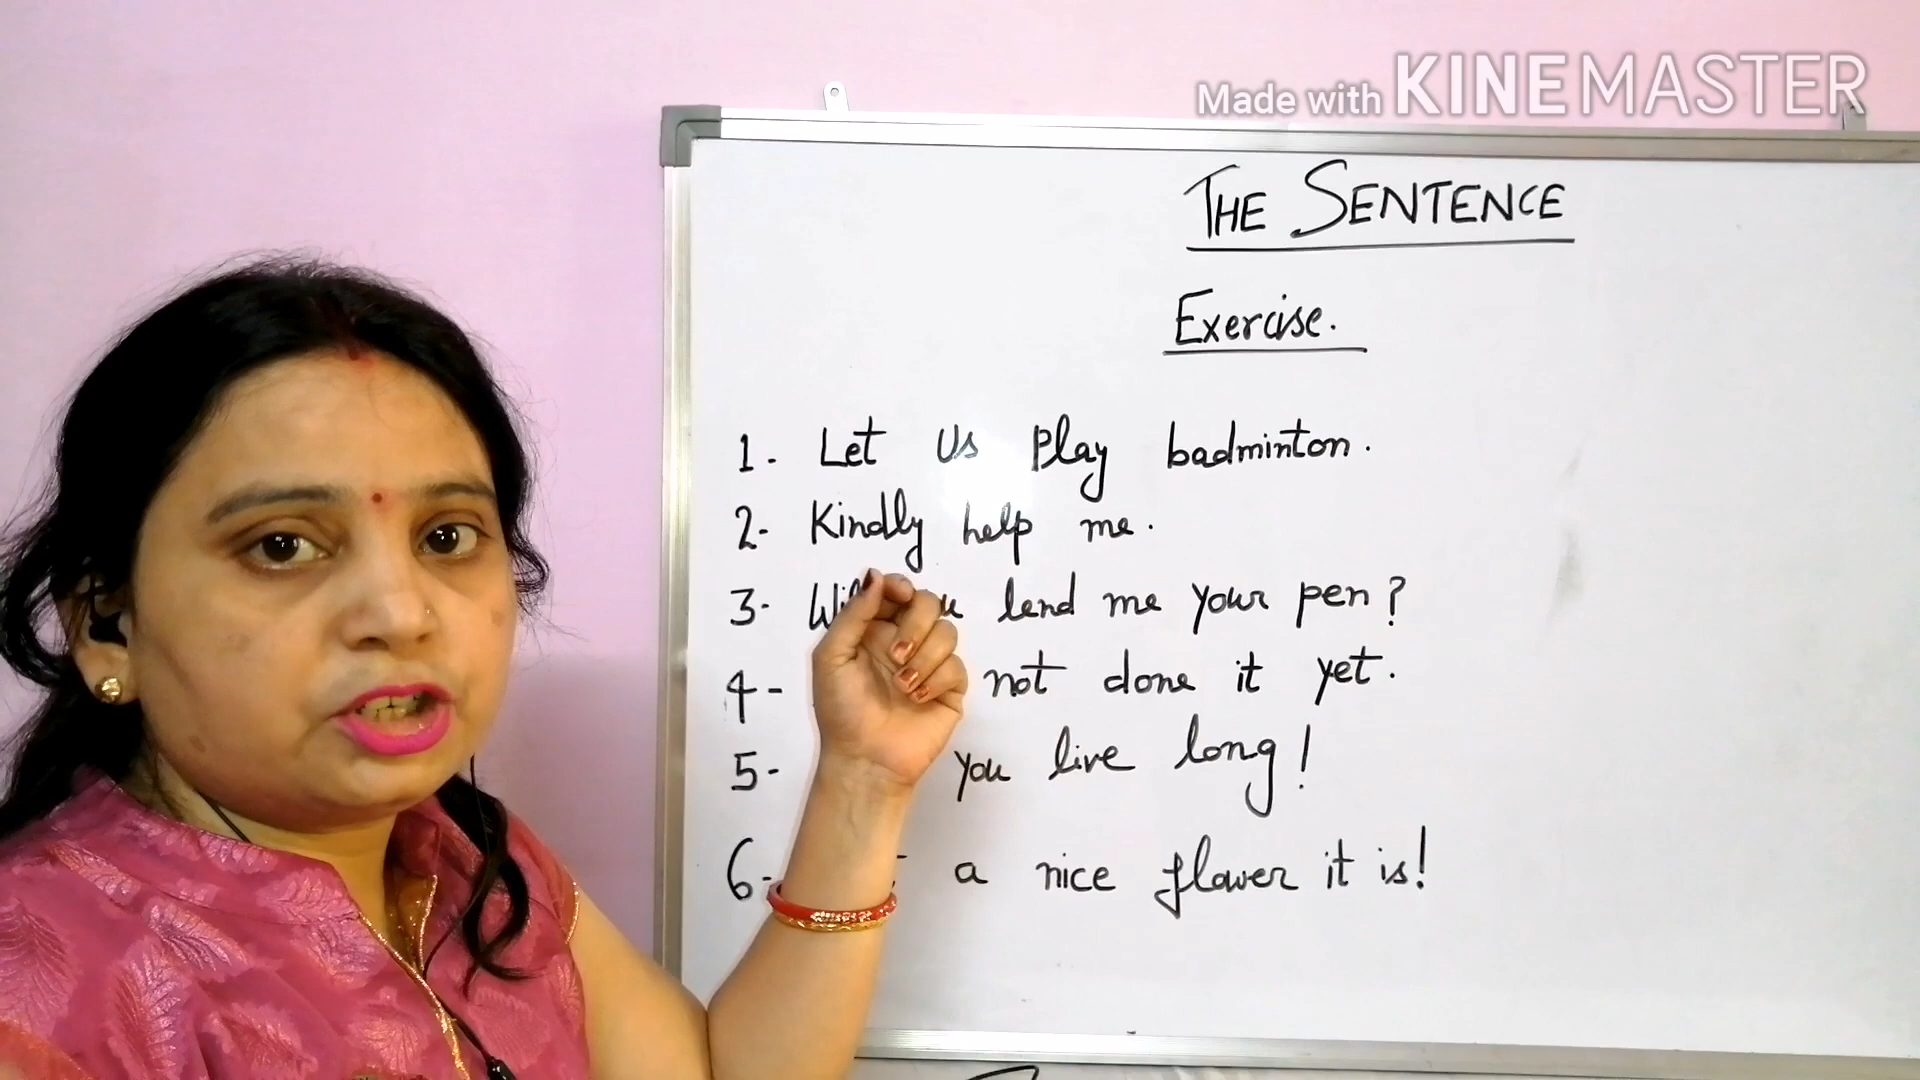 Made with KINEMASTER
THE SENTENCE
Exercise.
1. Let us play badminton.
2- Kindly help me.
3- lend me your pen?
4- not done it yet.
5- you live long!
6- a nice flower it is!